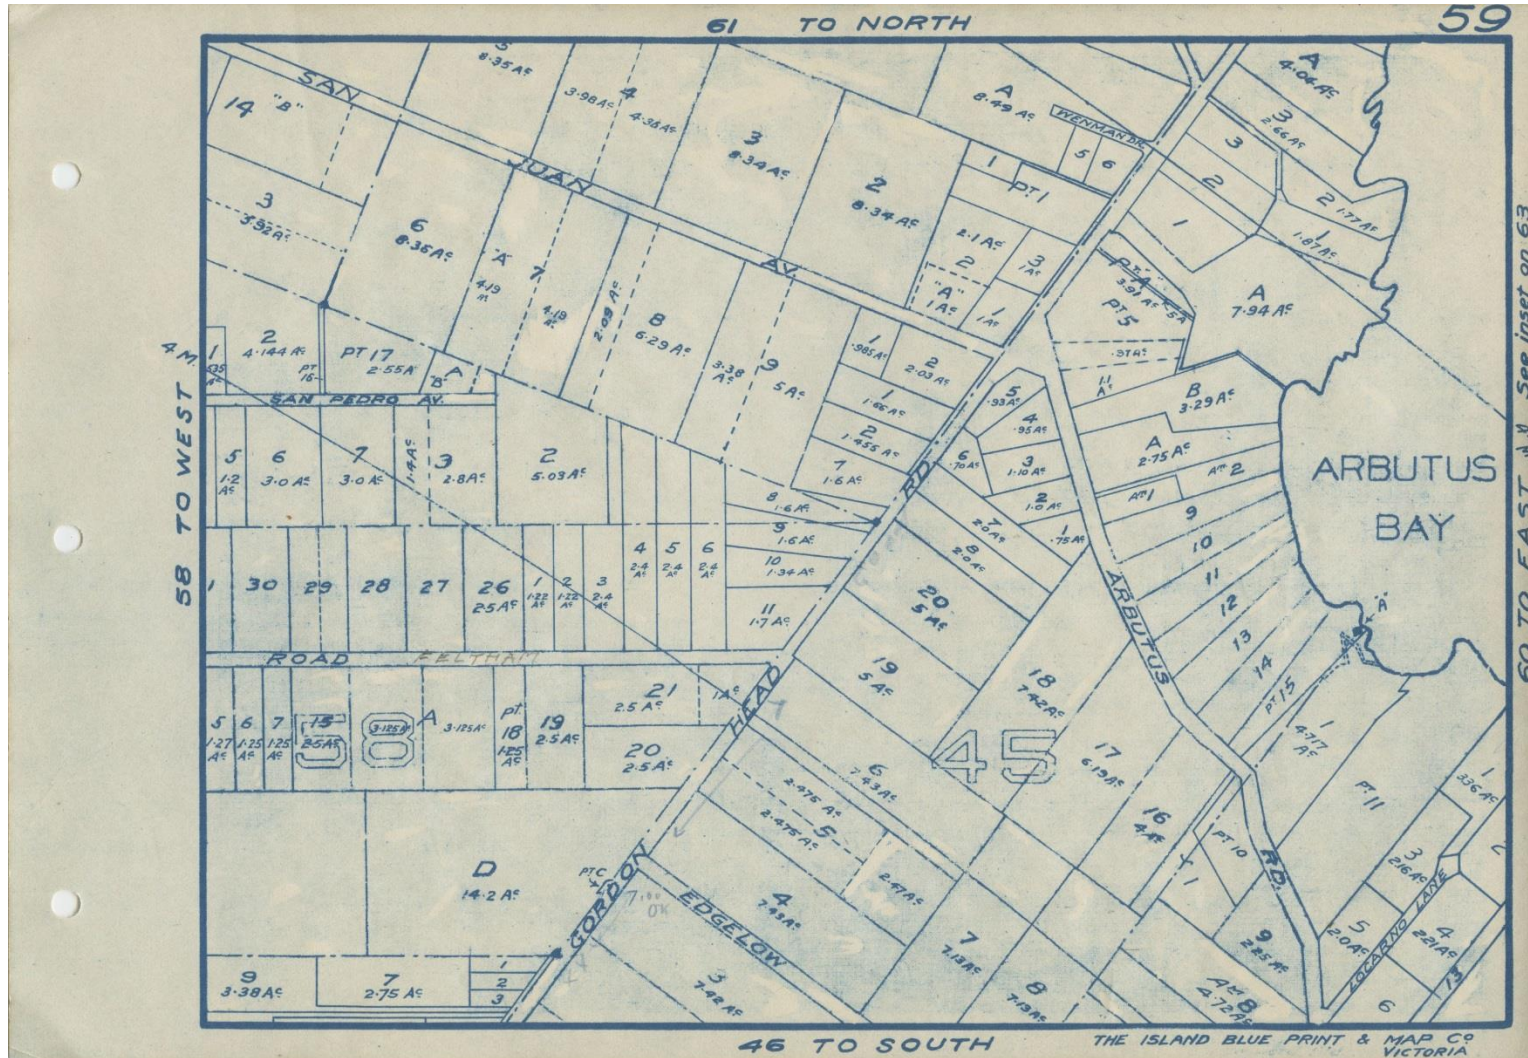 61 TO NORTH
59
SAN
JUAN
AV.
14 "B"
5
8.35 Ac
3.98 Ac
4
4.36 Ac
3
8.34 Ac
A
8.49 Ac
WENMAN DR.
5
6
A
4.04 Ac
3
2.66 Ac
3
2
1
2 1.77 Ac
1
1.87 Ac
3
3.92 Ac
6
8.36 Ac
"A"
4.19
7
4.19
Ac
2.09 Ac
8
6.29 Ac
2
8.34 Ac
1
PT 1
2.1 Ac
2
3
1 Ac
"A"
1 Ac
1
1 Ac
PT "A"
3.91 Ac
PT 5
A
7.94 Ac
4.M.
1
.535
Ac
2
4.144 Ac
PT
16
PT 17
2.55 A
A
"B"
3.38
Ac
9
5 Ac
1
.985 Ac
2
2.03 Ac
1
1.66 Ac
2
1.455 Ac
7
1.6 Ac
SAN PEDRO AV.
1.1
Ac
B
3.29 Ac
5
.93 Ac
4
.95 Ac
6
.70 Ac
3
1.10 Ac
2
1.0 Ac
1
.75 Ac
A
2.75 Ac
Am 2
Am 1
5
1.2
Ac
6
3.0 Ac
7
3.0 Ac
1.4 Ac
3
2.8 Ac
2
5.03 Ac
8
1.6 Ac
9
1.6 Ac
10
1.34 Ac
11
1.7 Ac
RD
7
2.0 Ac
8
2.0 Ac
ARBUTUS
BAY
9
10
11
12
13
14
PT 15
"A"
58 TO WEST
60 TO EAST
See inset on 63
1
30
29
28
27
26
2.5 Ac
1
1.22
Ac
2
1.22
Ac
3
2.4
Ac
4
2.4
Ac
5
2.4
Ac
6
2.4
Ac
20
5 Ac
19
5 Ac
18
7.42 Ac
ARBUTUS
ROAD FELTHAM
HEAD
5
1.27
Ac
6
1.25
Ac
7
1.25
Ac
15
2.5 Ac
58
3.125 Ac
A
3.125 Ac
pt.
18
1.25
Ac
19
2.5 Ac
21
2.5 Ac
1 Ac
20
2.5 Ac
45
17
6.19 Ac
16
4 Ac
1
4.717
Ac
PT. 11
1
.336 Ac
2
6
7.43 Ac
2.475 Ac
5
2.475 Ac
2.47 Ac
PT 10
1
RD.
3
2.16 Ac
LOCARNO LANE
D
14.2 Ac
PT C
GORDON
7.00
OK
EDGELOW
4
7.43 Ac
7
7.13 Ac
8
7.13 Ac
9
2.25 Ac
5
2.0 Ac
4
2.21 Ac
13
6
AM 8
4.72 Ac
9
3.38 Ac
7
2.75 Ac
1
2
3
3
7.42 Ac
46 TO SOUTH
THE ISLAND BLUE PRINT & MAP Co
VICTORIA